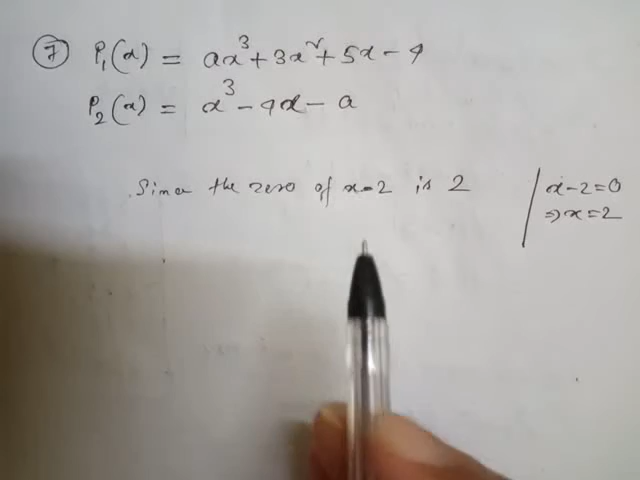 ⑦ P₁(x) = ax³ + 3x² + 5x - 4
P₂(x) = x³ - 4x - a
Since the zero of x-2 is 2
x-2=0
⇒x=2